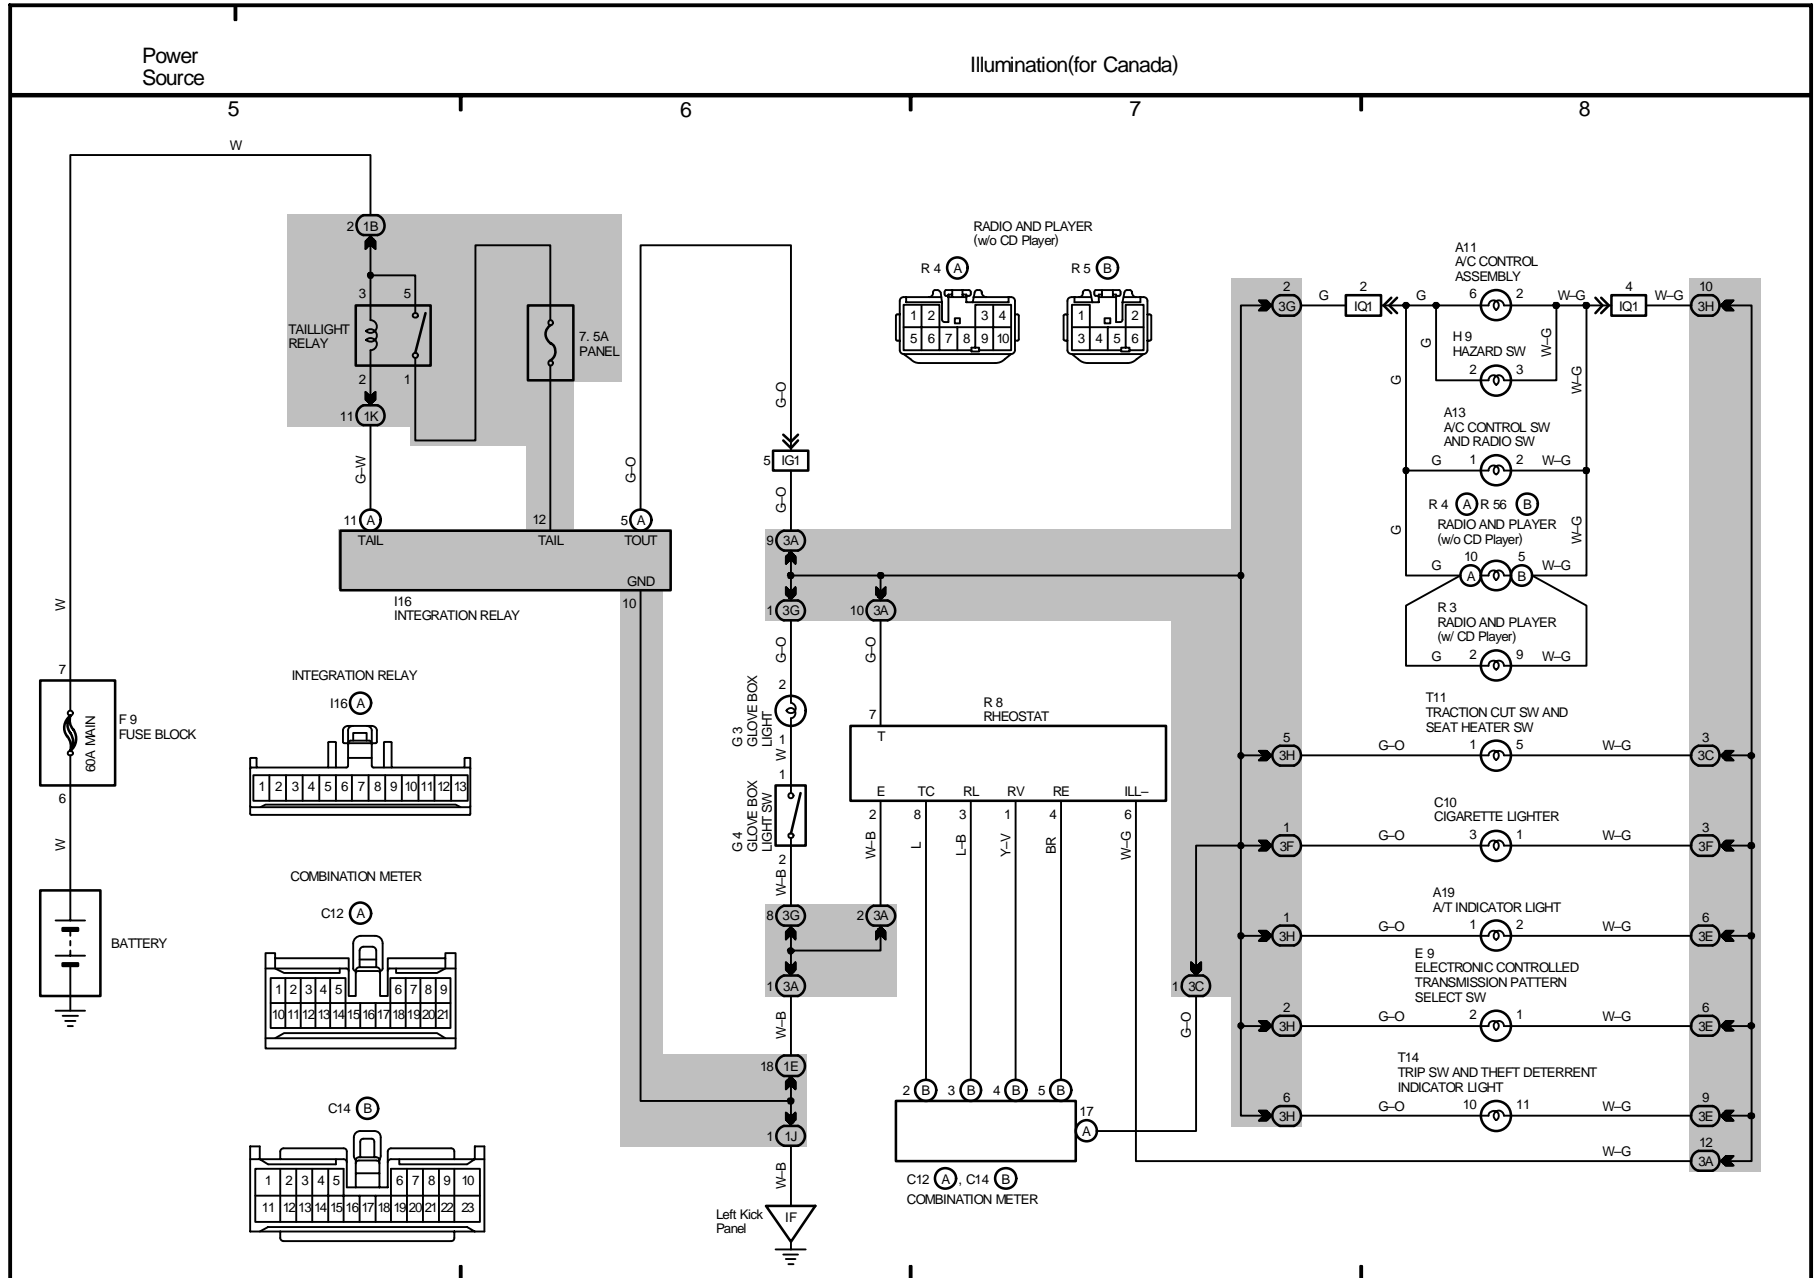 Power
Source
Illumination(for Canada)
5
6
7
8
W
2 1B
3 5
TAILLIGHT
RELAY
2 1
7. 5A
PANEL
11 1K
G–W
11 A
12
5 A
TAIL
TAIL
TOUT
GND
10
I16
INTEGRATION RELAY
G–O
G–O
5 IG1
G–O
9 3A
1 3G
10 3A
G–O
G–O
2
G 3
GLOVE BOX
LIGHT
1
W
1
G 4
GLOVE BOX
LIGHT SW
2
W–B
8 3G
2 3A
1 3A
W–B
18 1E
1 1J
W–B
IF
Left Kick
Panel
W
7
F 9
FUSE BLOCK
60A MAIN
6
W
BATTERY
INTEGRATION RELAY
I16 A
1 2 3 4 5 6 7 8 9 10 11 12 13
COMBINATION METER
C12 A
1 2 3 4 5 6 7 8 9
10 11 12 13 14 15 16 17 18 19 20 21
C14 B
1 2 3 4 5 6 7 8 9 10
11 12 13 14 15 16 17 18 19 20 21 22 23
RADIO AND PLAYER
(w/o CD Player)
R 4 A
R 5 B
1 2 3 4
5 6 7 8 9 10
1 2
3 4 5 6
R 8
RHEOSTAT
7
T
E TC RL RV RE ILL–
2 8 3 1 4 6
W–B L L–B Y–V BR W–G
2 B 3 B 4 B 5 B
17
A
C12 A , C14 B
COMBINATION METER
1 3C
G–O
2
3G
G
2
IQ1
G
A11
A/C CONTROL
ASSEMBLY
6 2
W–G
4
IQ1
W–G
10
3H
G
H 9
HAZARD SW
2 3
W–G
G
W–G
A13
A/C CONTROL SW
AND RADIO SW
G 1 2 W–G
R 4 A R 56 B
RADIO AND PLAYER
(w/o CD Player)
G
W–G
G 10 A B 5 W–G
R 3
RADIO AND PLAYER
(w/ CD Player)
G 2 9 W–G
T11
TRACTION CUT SW AND
SEAT HEATER SW
5 3H G–O 1 5 W–G 3 3C
C10
CIGARETTE LIGHTER
1 3F G–O 3 1 W–G 3 3F
A19
A/T INDICATOR LIGHT
1 3H G–O 1 2 W–G 6 3E
E 9
ELECTRONIC CONTROLLED
TRANSMISSION PATTERN
SELECT SW
2 3H G–O 2 1 W–G 6 3E
T14
TRIP SW AND THEFT DETERRENT
INDICATOR LIGHT
6 3H G–O 10 11 W–G 9 3E
W–G 12 3A